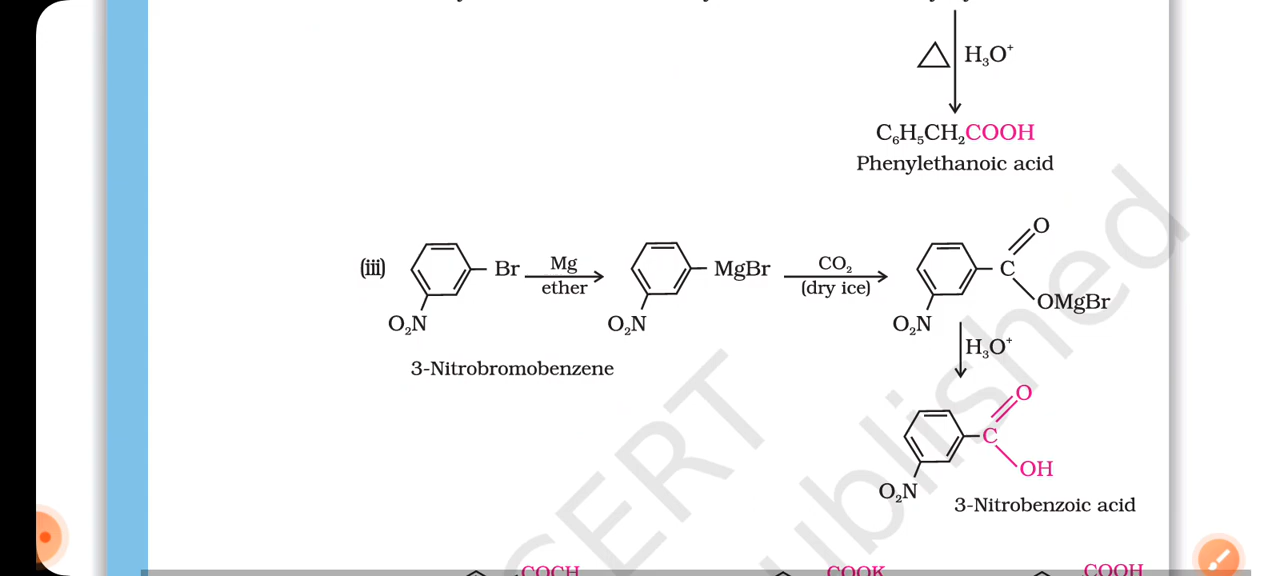 △ H₃O⁺
C₆H₅CH₂COOH
Phenylethanoic acid
(iii) Br Mg ether MgBr CO₂ (dry ice) C O OMgBr
O₂N O₂N O₂N
H₃O⁺
3-Nitrobromobenzene
C O OH
O₂N
3-Nitrobenzoic acid
COOK COOH